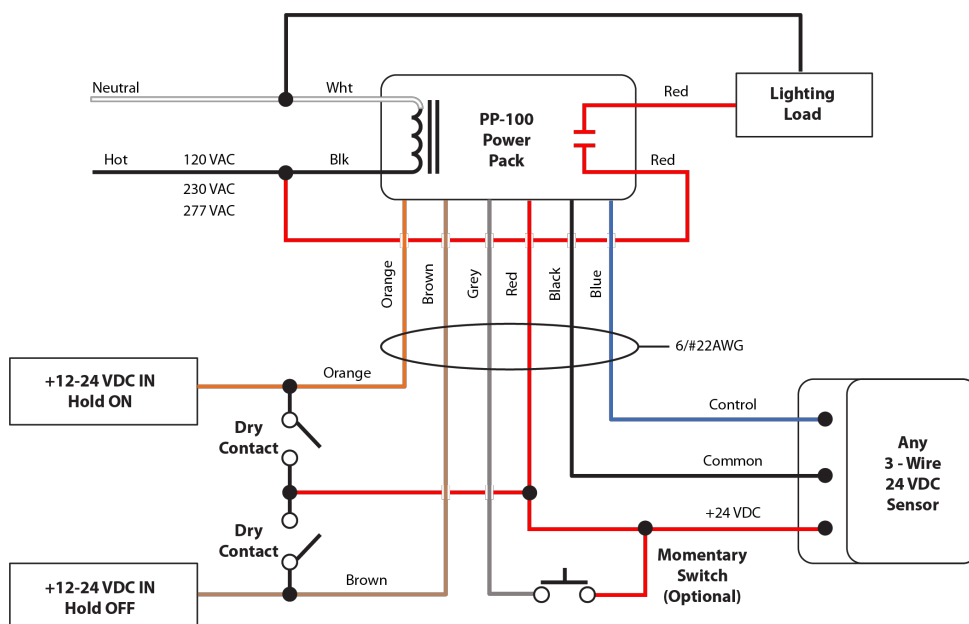 Neutral
Wht
Hot
120 VAC
Blk
230 VAC
277 VAC
PP-100
Power
Pack
Red
Red
Lighting
Load
Orange
Brown
Grey
Red
Black
Blue
6/#22AWG
+12-24 VDC IN
Hold ON
Orange
Dry
Contact
Dry
Contact
+12-24 VDC IN
Hold OFF
Brown
Control
Common
+24 VDC
Any
3 - Wire
24 VDC
Sensor
Momentary
Switch
(Optional)